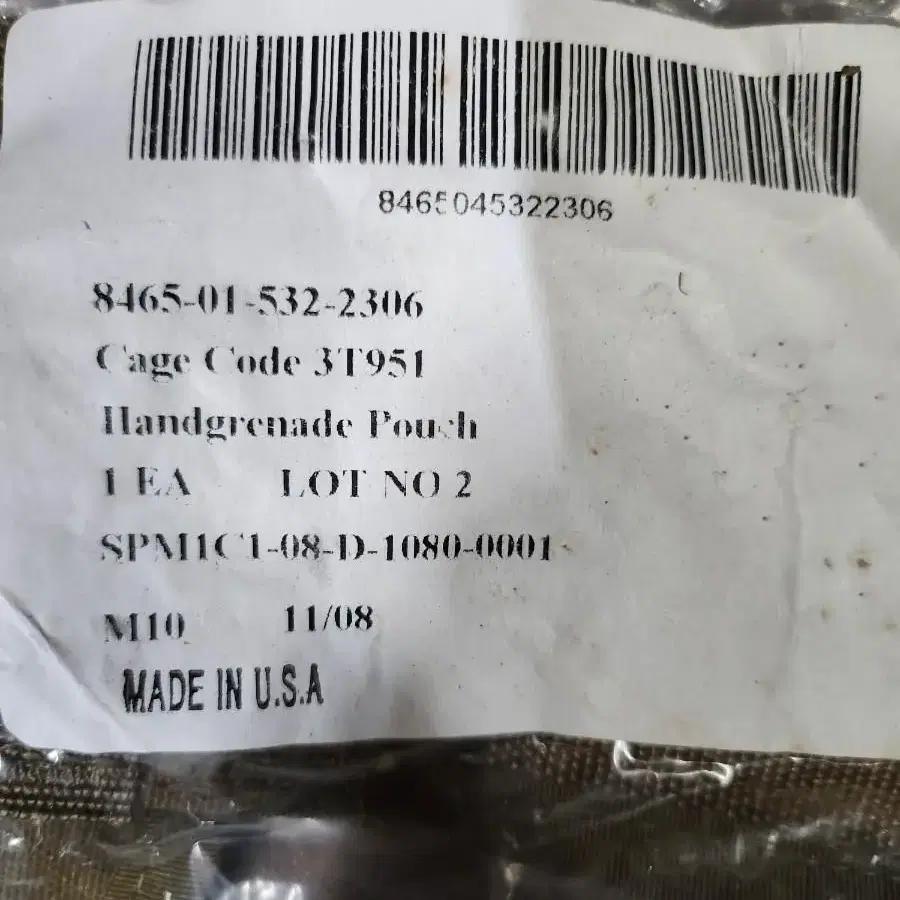 8465045322306
8465-01-532-2306
Cage Code 3T951
Handgrenade Pouch
1 EA LOT NO 2
SPM1C1-08-D-1080-0001
M10 11/08
MADE IN U.S.A